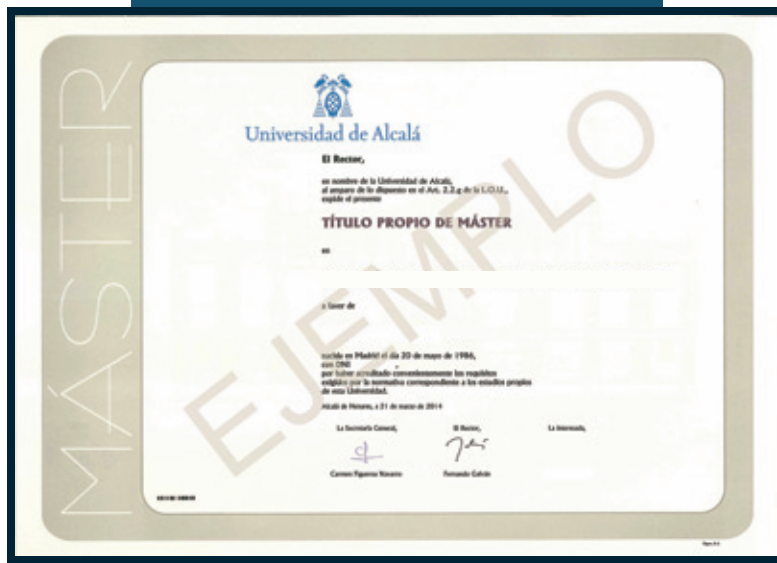 MÁSTER
Universidad de Alcalá
El Rector,
en nombre de la Universidad de Alcalá,
al amparo de lo dispuesto en el Art. 2.2.g de la L.O.U.,
expide el presente
TÍTULO PROPIO DE MÁSTER
en
a favor de
nacida en Madrid el día 20 de mayo de 1986,
con DNI
por haber acreditado convenientemente los requisitos
exigidos por la normativa correspondiente a los estudios propios
de esta Universidad.
Alcalá de Henares, a 21 de marzo de 2014
La Secretaria General,
El Rector,
La Interesada,
Carmen Figueroa Navarro
Fernando Galván
EJEMPLO